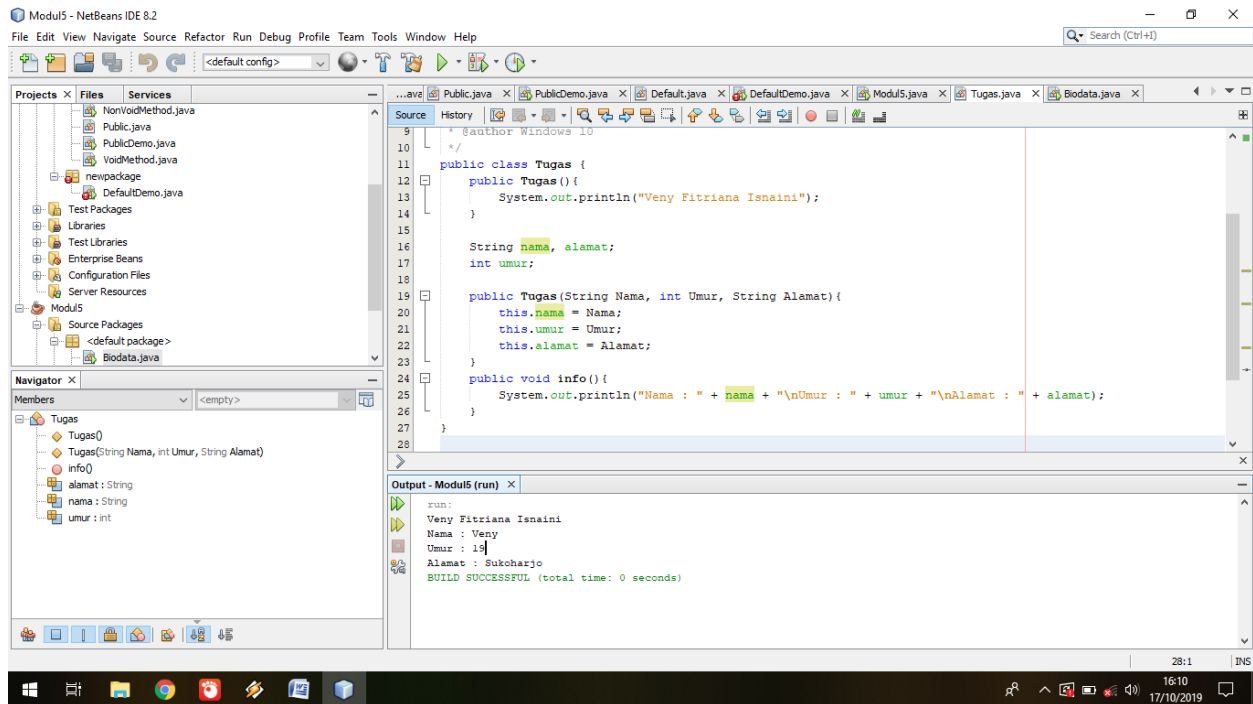 Modul5 - NetBeans IDE 8.2
File Edit View Navigate Source Refactor Run Debug Profile Team Tools Window Help
Search (Ctrl+I)
<default config>
Projects Files Services
NonVoidMethod.java
Public.java
PublicDemo.java
VoidMethod.java
newpackage
DefaultDemo.java
Test Packages
Libraries
Test Libraries
Enterprise Beans
Configuration Files
Server Resources
Modul5
Source Packages
<default package>
Biodata.java
Navigator
Members <empty>
Tugas
Tugas()
Tugas(String Nama, int Umur, String Alamat)
info()
alamat : String
nama : String
umur : int
...ava Public.java PublicDemo.java Default.java DefaultDemo.java Modul5.java Tugas.java Biodata.java
Source History
9 * @author Windows 10
10 */
11 public class Tugas {
12 public Tugas(){
13 System.out.println("Veny Fitriana Isnaini");
14 }
15
16 String nama, alamat;
17 int umur;
18
19 public Tugas(String Nama, int Umur, String Alamat){
20 this.nama = Nama;
21 this.umur = Umur;
22 this.alamat = Alamat;
23 }
24 public void info(){
25 System.out.println("Nama : " + nama + "\nUmur : " + umur + "\nAlamat : " + alamat);
26 }
27 }
28
Output - Modul5 (run)
run:
Veny Fitriana Isnaini
Nama : Veny
Umur : 19
Alamat : Sukoharjo
BUILD SUCCESSFUL (total time: 0 seconds)
28:1 INS
16:10
17/10/2019